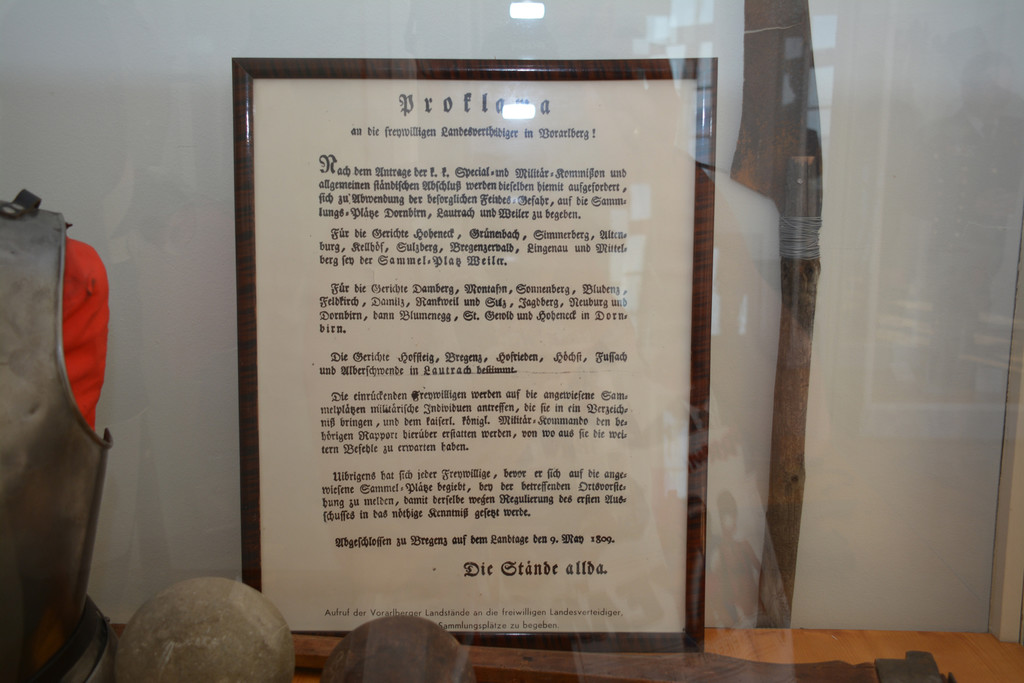 Proklama
an die freywilligen Landesverthidiger in Vorarlberg!
Nach dem Antrage der k. k. Special-und Militär-Kommißon und
allgemeinen ständischen Abschluß werden dieselben hiemit aufgefordert,
sich zu Abwendung der besorglichen Feindes-Gefahr, auf die Samm-
lungs-Plätze Dornbirn, Lautrach und Weiler zu begeben.
Für die Gerichte Hoheneck, Grünenbach, Simmerberg, Alten-
burg, Kellhöf, Sulzberg, Bregenzerwald, Lingenau und Mittel-
berg sey der Sammel-Platz Weiler.
Für die Gerichte Damberg, Montafon, Sonnenberg, Bludenz,
Feldkirch, Damilz, Rankweil und Sulz, Jagdberg, Neuburg und
Dornbirn, dann Blumenegg, St. Gerold und Hoheneck in Dorn-
birn.
Die Gerichte Hofsteig, Bregenz, Hofrieden, Höchst, Fussach
und Alberschwende in Lautrach bestimmt.
Die einrückenden Freywilligen werden auf die angewiesene Sam-
melplätzen militärische Individuen antreffen, die sie in ein Verzeich-
niß bringen, und dem kaiserl. königl. Militär-Kommando den be-
hörigen Rapport hierüber erstatten werden, von wo aus sie die wei-
tern Befehle zu erwarten haben.
Uibrigens hat sich jeder Freywillige, bevor er sich auf die ange-
wiesene Sammel-Plätze begiebt, bey der betreffenden Ortsvorste-
hung zu melden, damit derselbe wegen Regulierung des ersten Aus-
schusses in das nöthige Kenntniß gesetzt werde.
Abgeschlossen zu Bregenz auf dem Landtage den 9. May 1809.
Die Stände allda.
Aufruf der Vorarlberger Landstände an die freiwilligen Landesverteidiger,
Sammlungsplätze zu begeben.